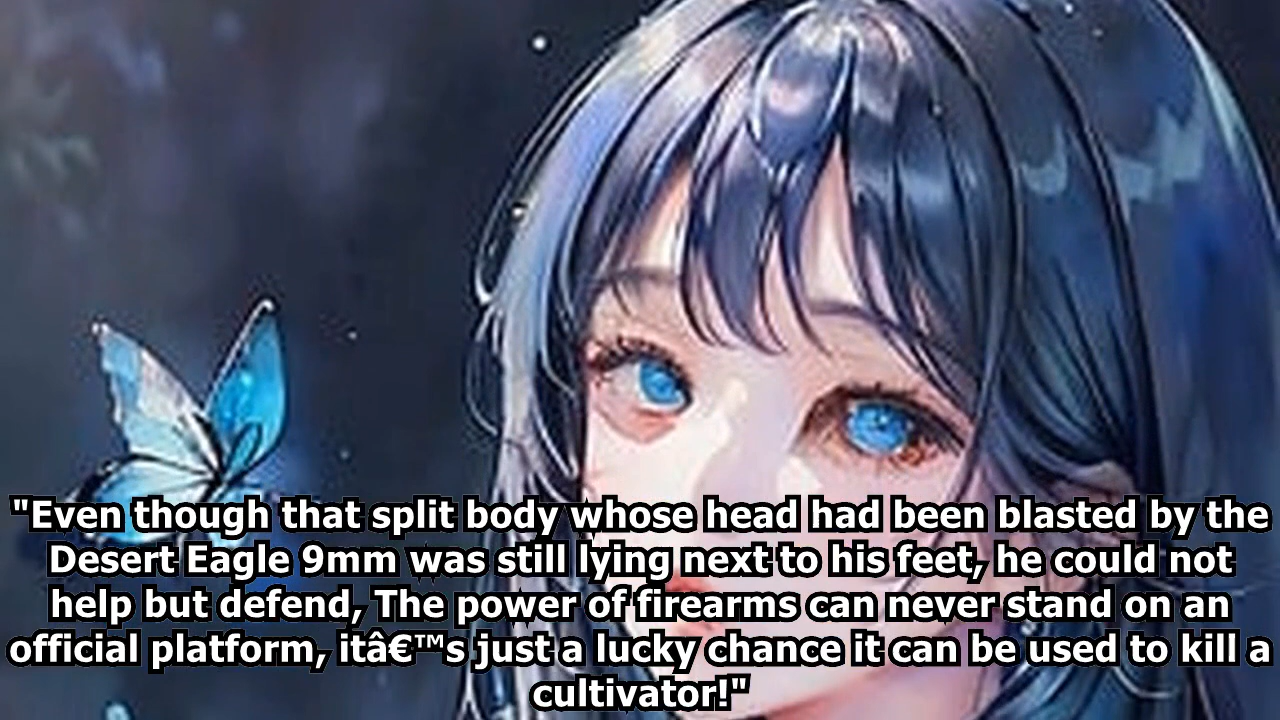 "Even though that split body whose head had been blasted by the
Desert Eagle 9mm was still lying next to his feet, he could not
help but defend, The power of firearms can never stand on an
official platform, itâ€™s just a lucky chance it can be used to kill a
cultivator!"